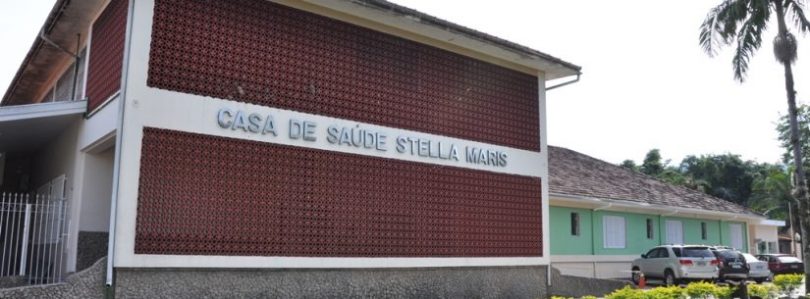 CASA DE SAÚDE STELLA MARIS